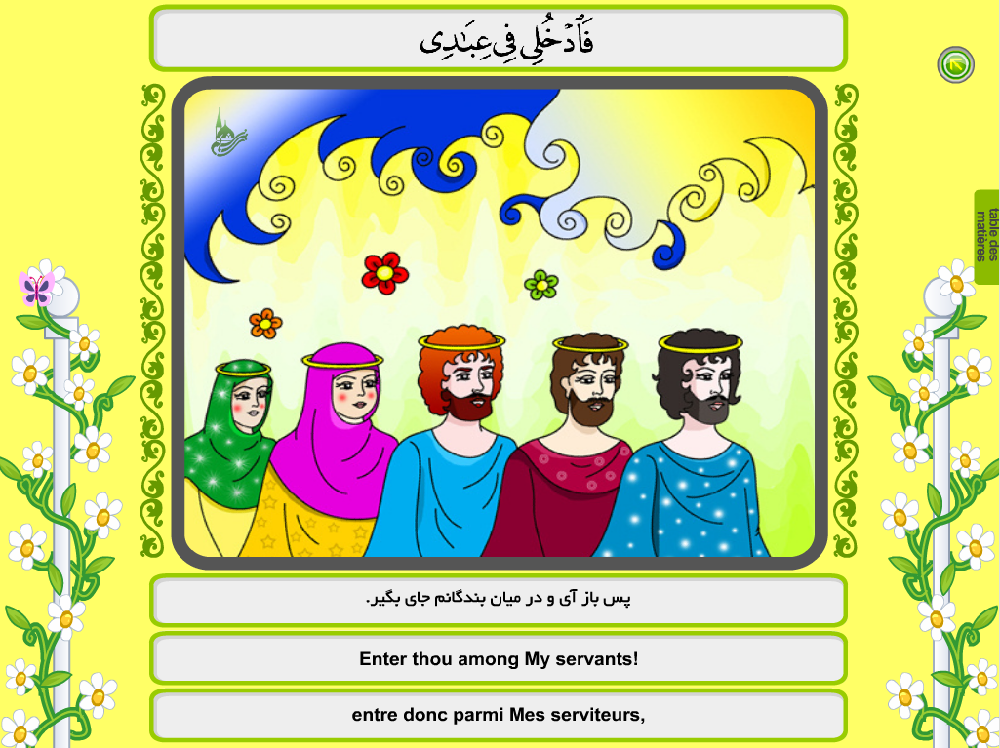 فَٱدۡخُلِي فِي عِبَٰدِي
table des
matières
پس باز آی و در میان بندگانم جای بگیر.
Enter thou among My servants!
entre donc parmi Mes serviteurs,